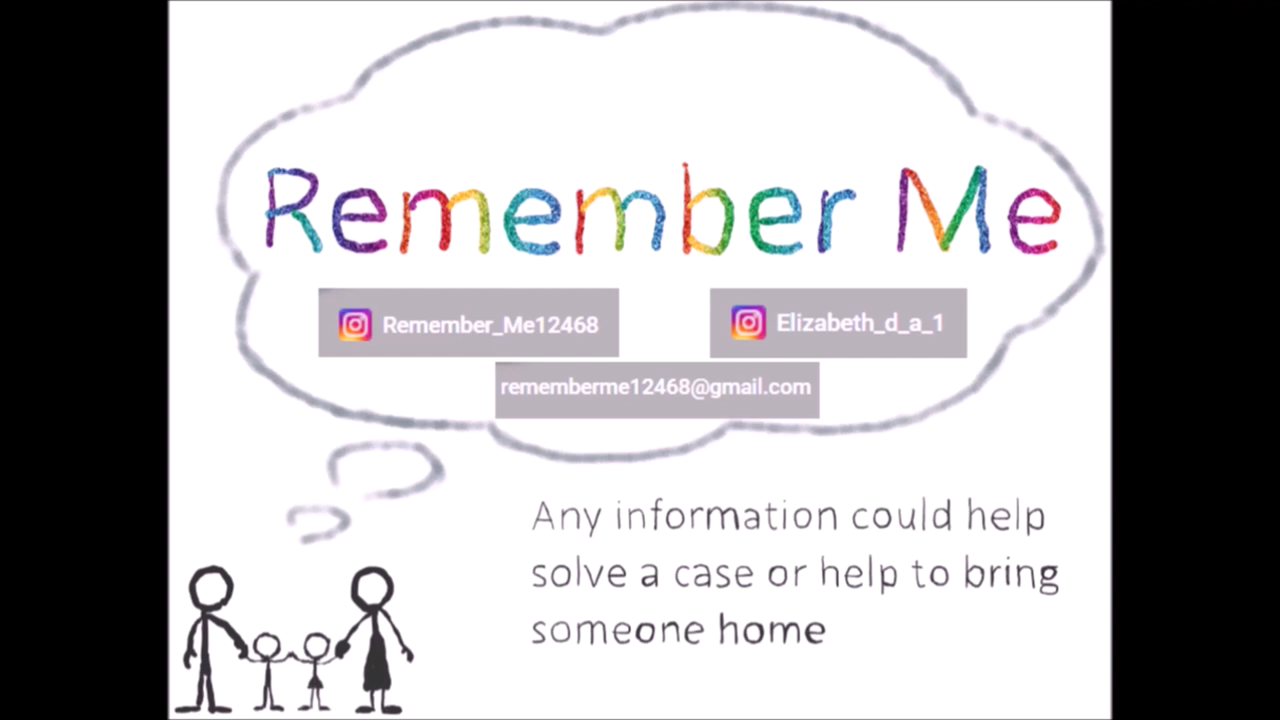 Remember Me
Remember_Me12468
Elizabeth_d_a_1
rememberme12468@gmail.com
Any information could help
solve a case or help to bring
someone home